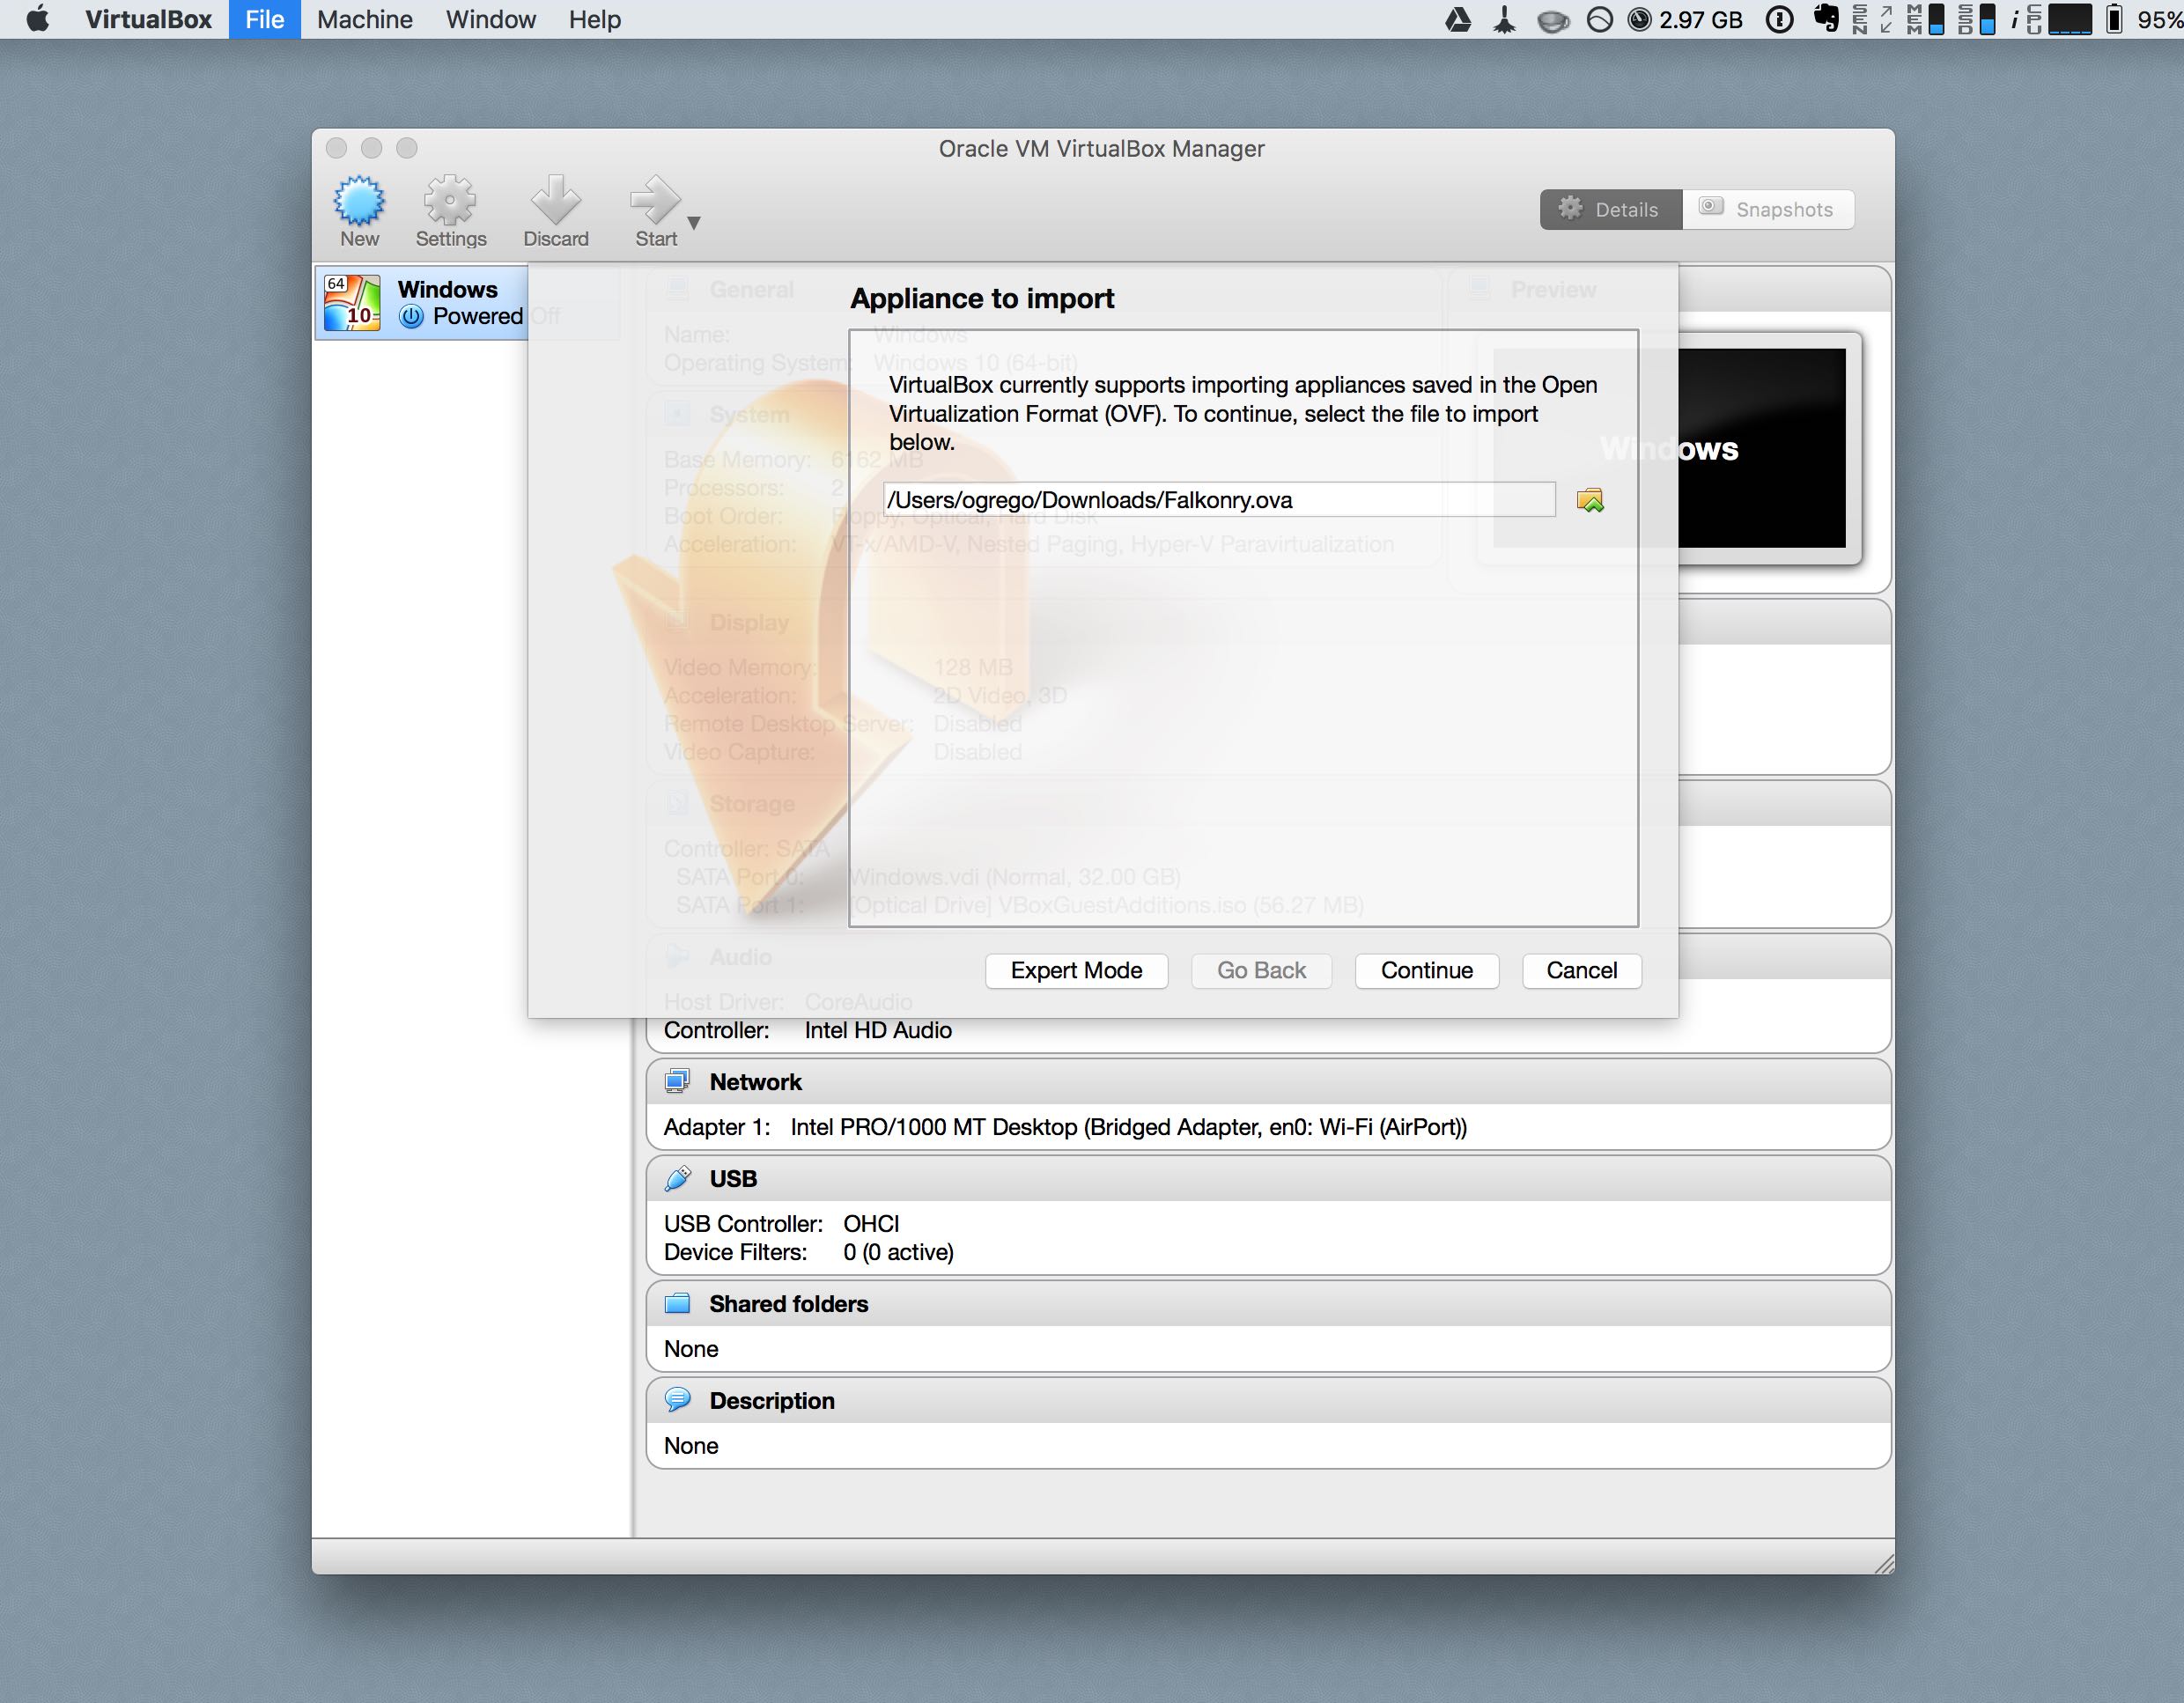 VirtualBox File Machine Window Help
2.97 GB SEN MEM SSD CPU 95%
Oracle VM VirtualBox Manager
New Settings Discard Start
Details Snapshots
64
10
Windows
Powered Off
Appliance to import
VirtualBox currently supports importing appliances saved in the Open
Virtualization Format (OVF). To continue, select the file to import
below.
/Users/ogrego/Downloads/Falkonry.ova
Expert Mode Go Back Continue Cancel
General
Name: Windows
Operating System: Windows 10 (64-bit)
Preview
Windows
System
Base Memory: 6162 MB
Processors: 2
Boot Order: Floppy, Optical, Hard Disk
Acceleration: VT-x/AMD-V, Nested Paging, Hyper-V Paravirtualization
Display
Video Memory: 128 MB
Acceleration: 2D Video, 3D
Remote Desktop Server: Disabled
Video Capture: Disabled
Storage
Controller: SATA
SATA Port 0: Windows.vdi (Normal, 32.00 GB)
SATA Port 1: [Optical Drive] VBoxGuestAdditions.iso (56.27 MB)
Audio
Host Driver: CoreAudio
Controller: Intel HD Audio
Network
Adapter 1: Intel PRO/1000 MT Desktop (Bridged Adapter, en0: Wi-Fi (AirPort))
USB
USB Controller: OHCI
Device Filters: 0 (0 active)
Shared folders
None
Description
None